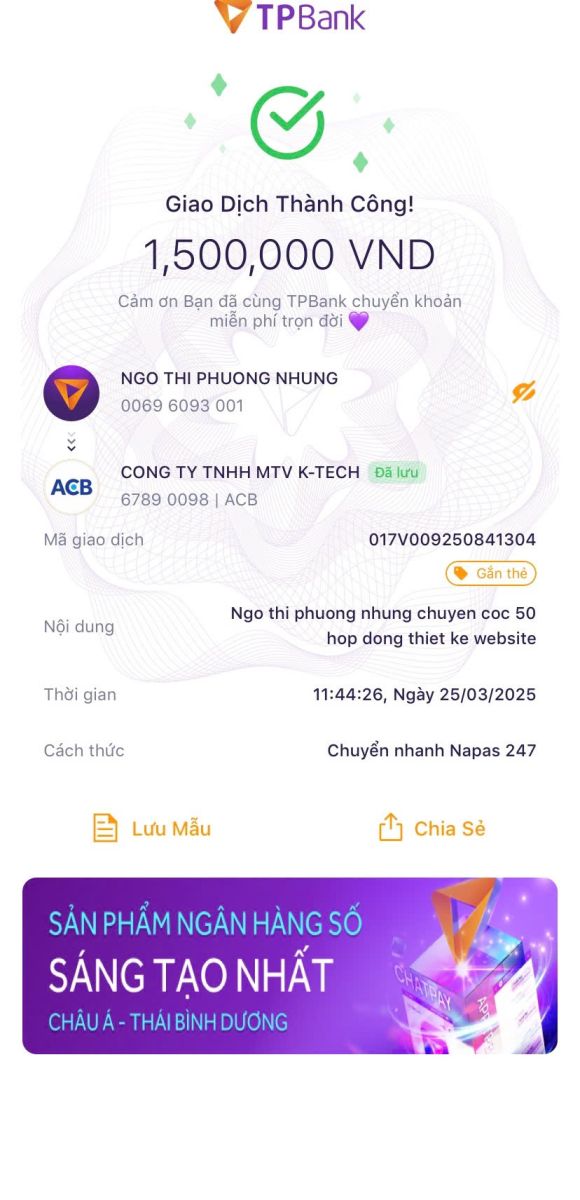 TPBank
Giao Dịch Thành Công!
1,500,000 VND
Cảm ơn Bạn đã cùng TPBank chuyển khoản
miễn phí trọn đời 💜
NGO THI PHUONG NHUNG
0069 6093 001
ACB
CONG TY TNHH MTV K-TECH Đã lưu
6789 0098 | ACB
Mã giao dịch 017V009250841304
Gắn thẻ
Nội dung Ngo thi phuong nhung chuyen coc 50
hop dong thiet ke website
Thời gian 11:44:26, Ngày 25/03/2025
Cách thức Chuyển nhanh Napas 247
Lưu Mẫu Chia Sẻ
SẢN PHẨM NGÂN HÀNG SỐ
SÁNG TẠO NHẤT
CHÂU Á - THÁI BÌNH DƯƠNG
CHATPAY